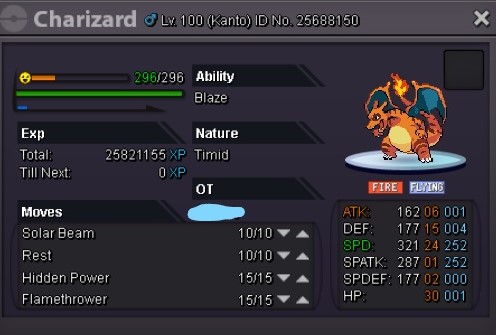 Charizard ♂ Lv. 100 (Kanto) ID No. 25688150
296/296
Ability
Blaze
Exp
Total: 25821155 XP
Till Next: 0 XP
Nature
Timid
OT
FIRE FLYING
Moves
Solar Beam 10/10
Rest 10/10
Hidden Power 15/15
Flamethrower 15/15
ATK: 162 06 001
DEF: 177 15 004
SPD: 321 24 252
SPATK: 287 01 252
SPDEF: 177 02 000
HP: 30 001